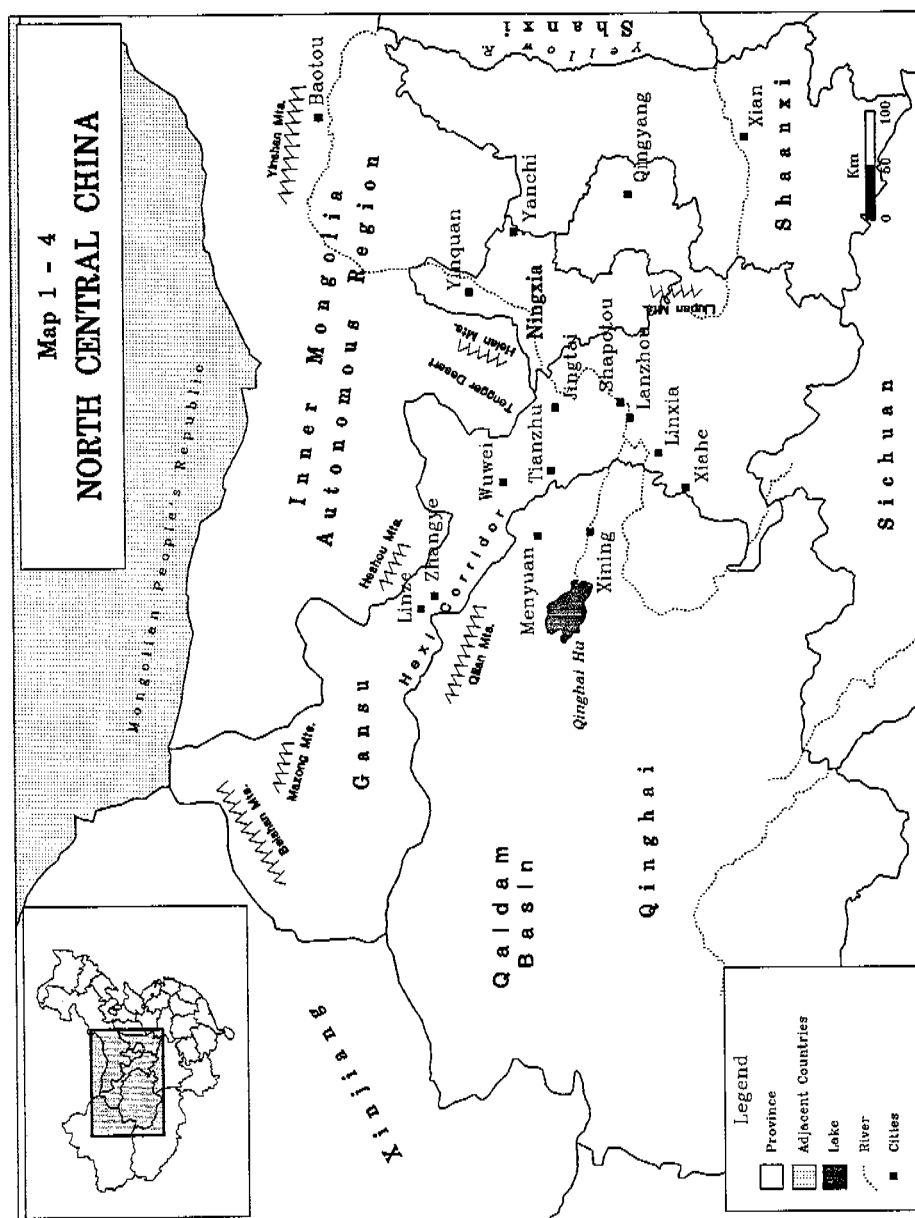 Map 1 - 4
NORTH CENTRAL CHINA
Mongolian People's Republic
Inner Mongolia
Autonomous Region
Yinshan Mts.
Baotou
Yellow R.
Shanxi
Xinjiang
Beishan Mts.
Mazong Mts.
Gansu
Heshou Mts.
Linze
Zhangye
Hexi Corridor
Qilian Mts.
Wuwei
Tengger Desert
Helan Mts.
Yinquan
Yanchi
Ningxia
Tianzhu
Jingtai
Shapotou
Lanzhou
Qingyang
Liupan Mts.
Menyuan
Xining
Qinghai Hu
Linxia
Xiahe
Xian
Shaanxi
Qaidam
Basin
Qinghai
Sichuan
Km
0 50 100
Legend
Province
Adjacent Countries
Lake
River
Cities